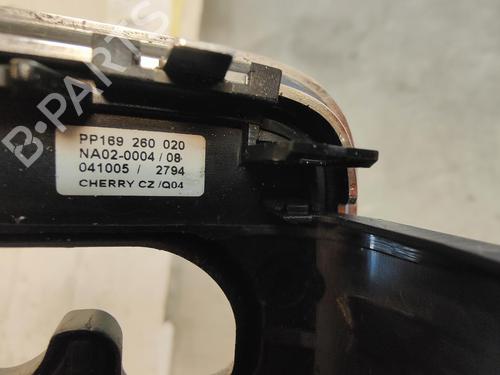 B-PARTS
PP169 260 020
NA02-0004 / 08
041005 / 2794
CHERRY CZ /Q04